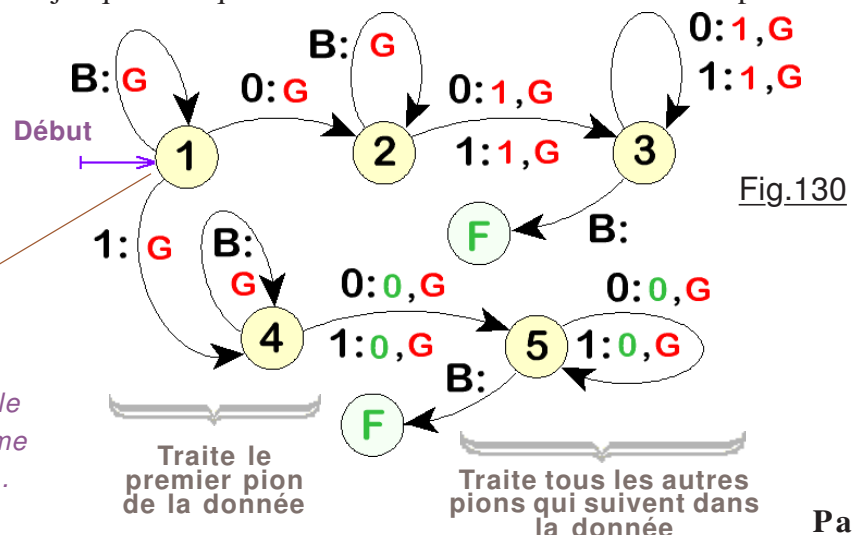 B: G
0: G
B: G
0: 1, G
1: 1, G
0: 1, G
1: 1, G
Début
1
2
3
Fig.130
F
B:
1: G
B:
G
4
0: 0, G
1: 0, G
5
0: 0, G
1: 0, G
B:
F
le
me
.
Traite le
premier pion
de la donnée
Traite tous les autres
pions qui suivent dans
la donnée
Pa